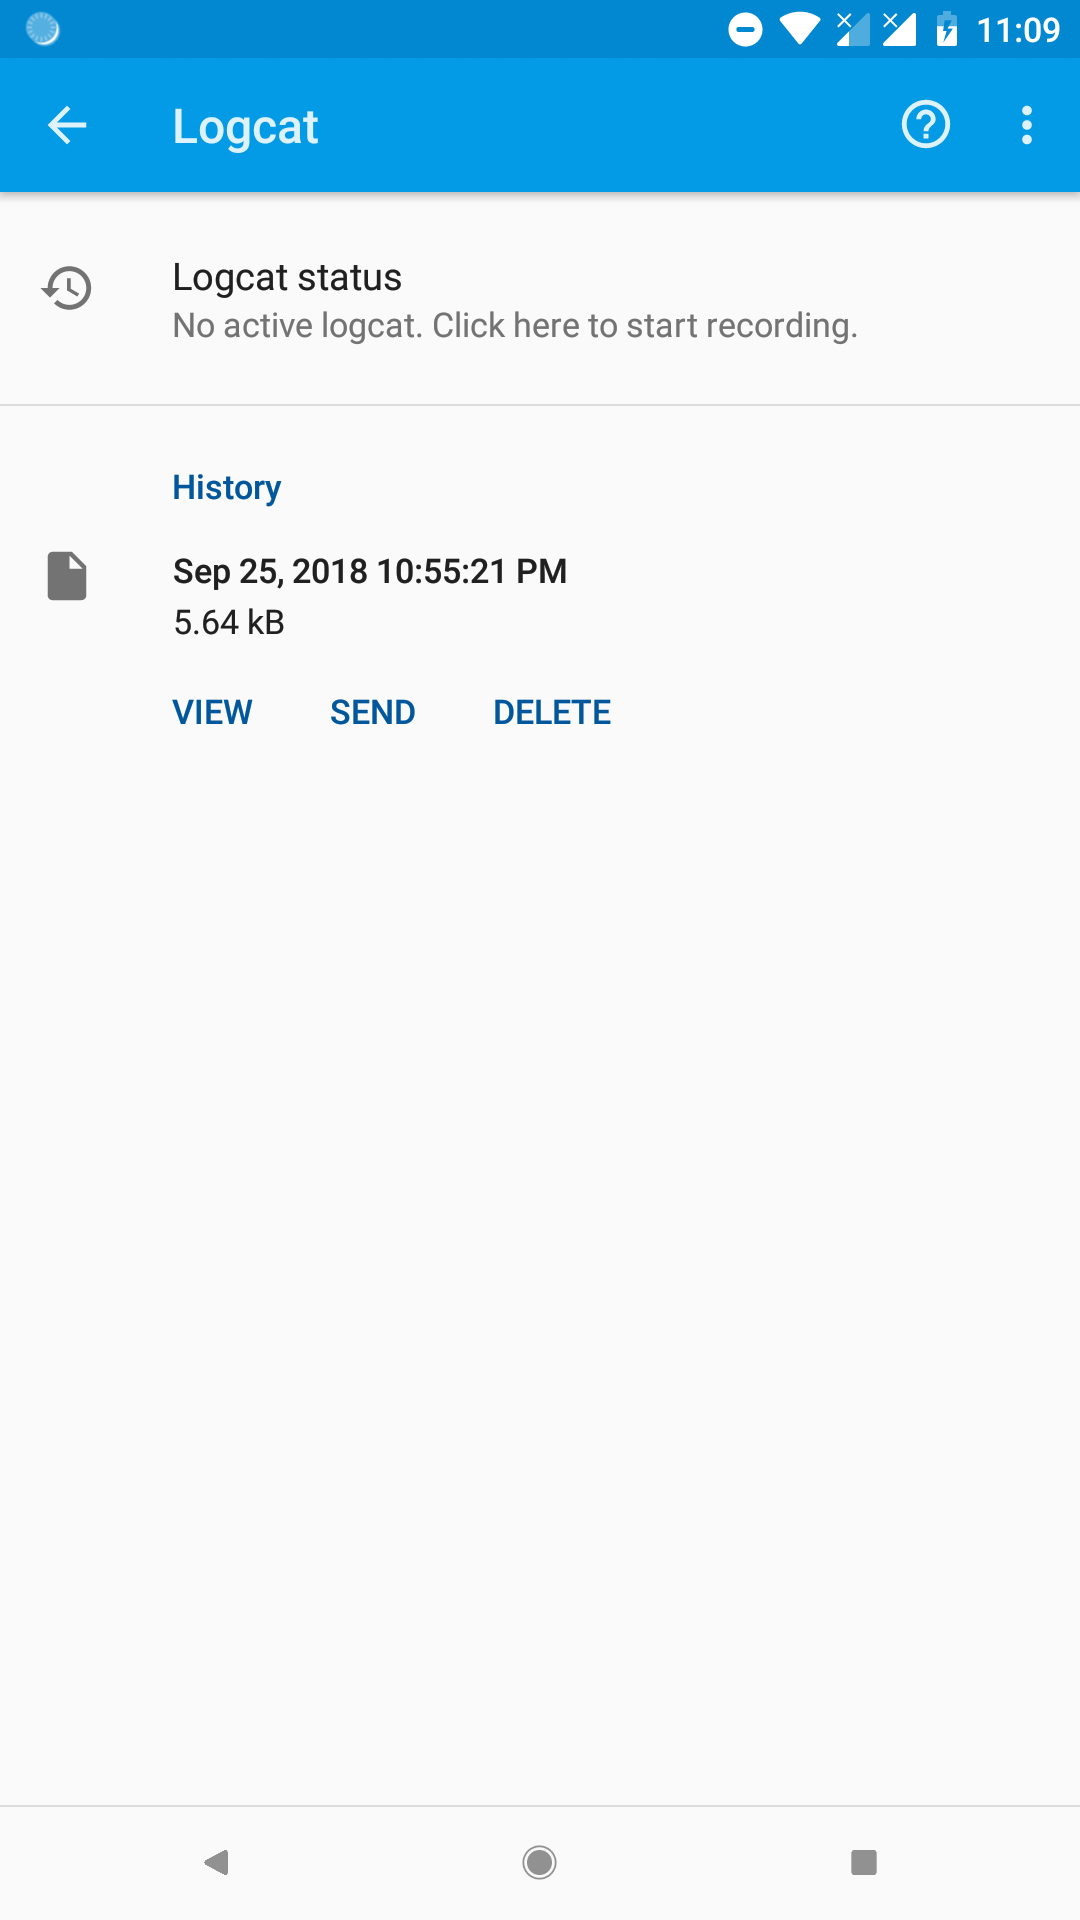 11:09
Logcat
Logcat status
No active logcat. Click here to start recording.
History
Sep 25, 2018 10:55:21 PM
5.64 kB
VIEW SEND DELETE